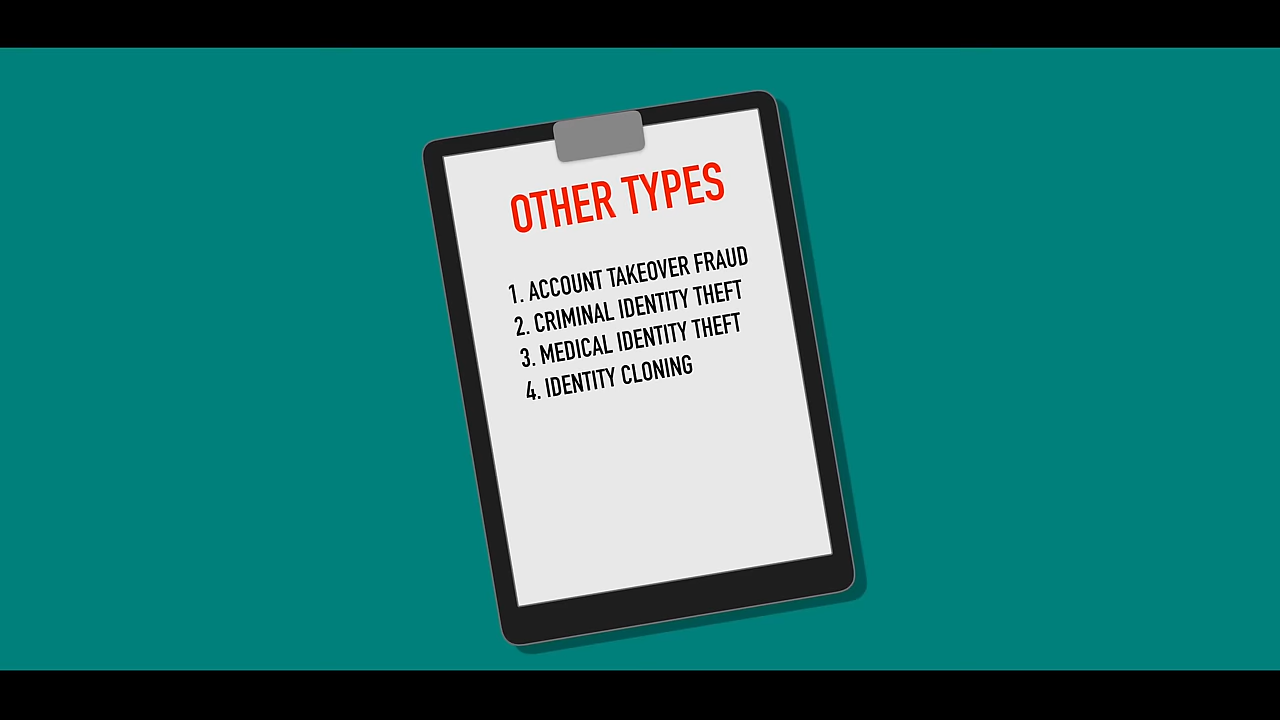 OTHER TYPES
1. ACCOUNT TAKEOVER FRAUD
2. CRIMINAL IDENTITY THEFT
3. MEDICAL IDENTITY THEFT
4. IDENTITY CLONING